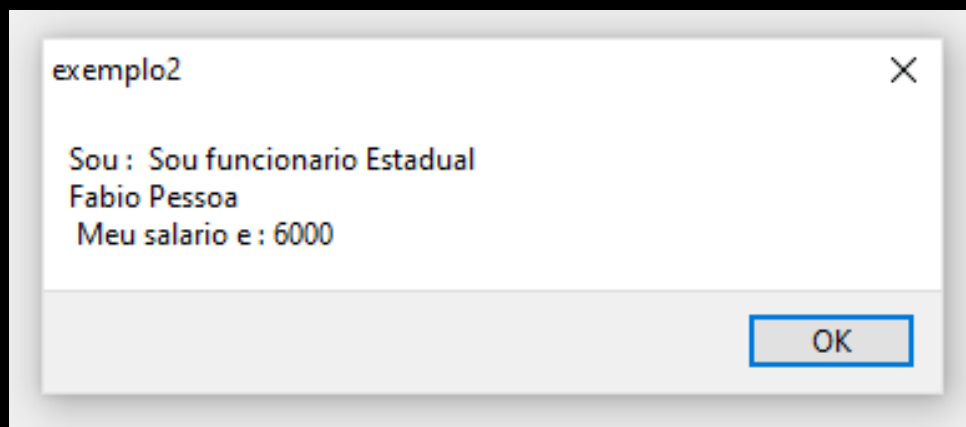 exemplo2
Sou : Sou funcionario Estadual
Fabio Pessoa
Meu salario e : 6000
OK